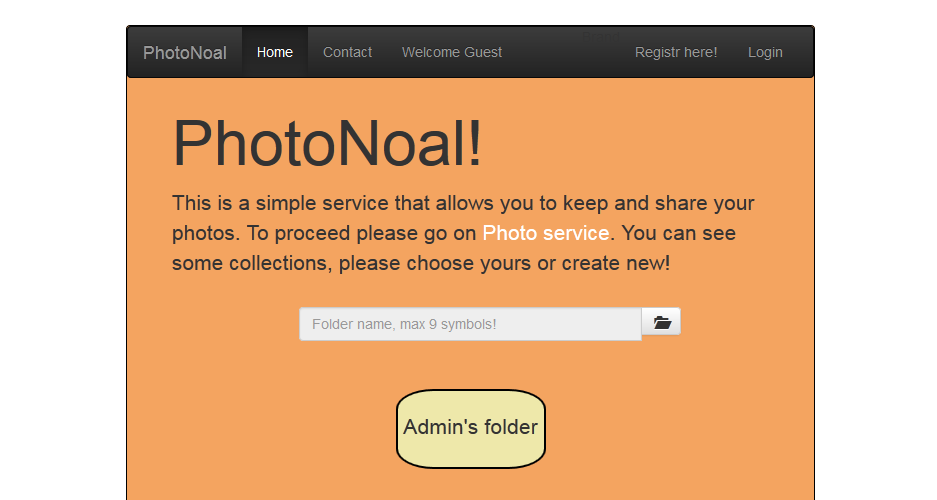 PhotoNoal Home Contact Welcome Guest Registr here! Login
PhotoNoal!
This is a simple service that allows you to keep and share your
photos. To proceed please go on Photo service. You can see
some collections, please choose yours or create new!
Folder name, max 9 symbols!
Admin's folder